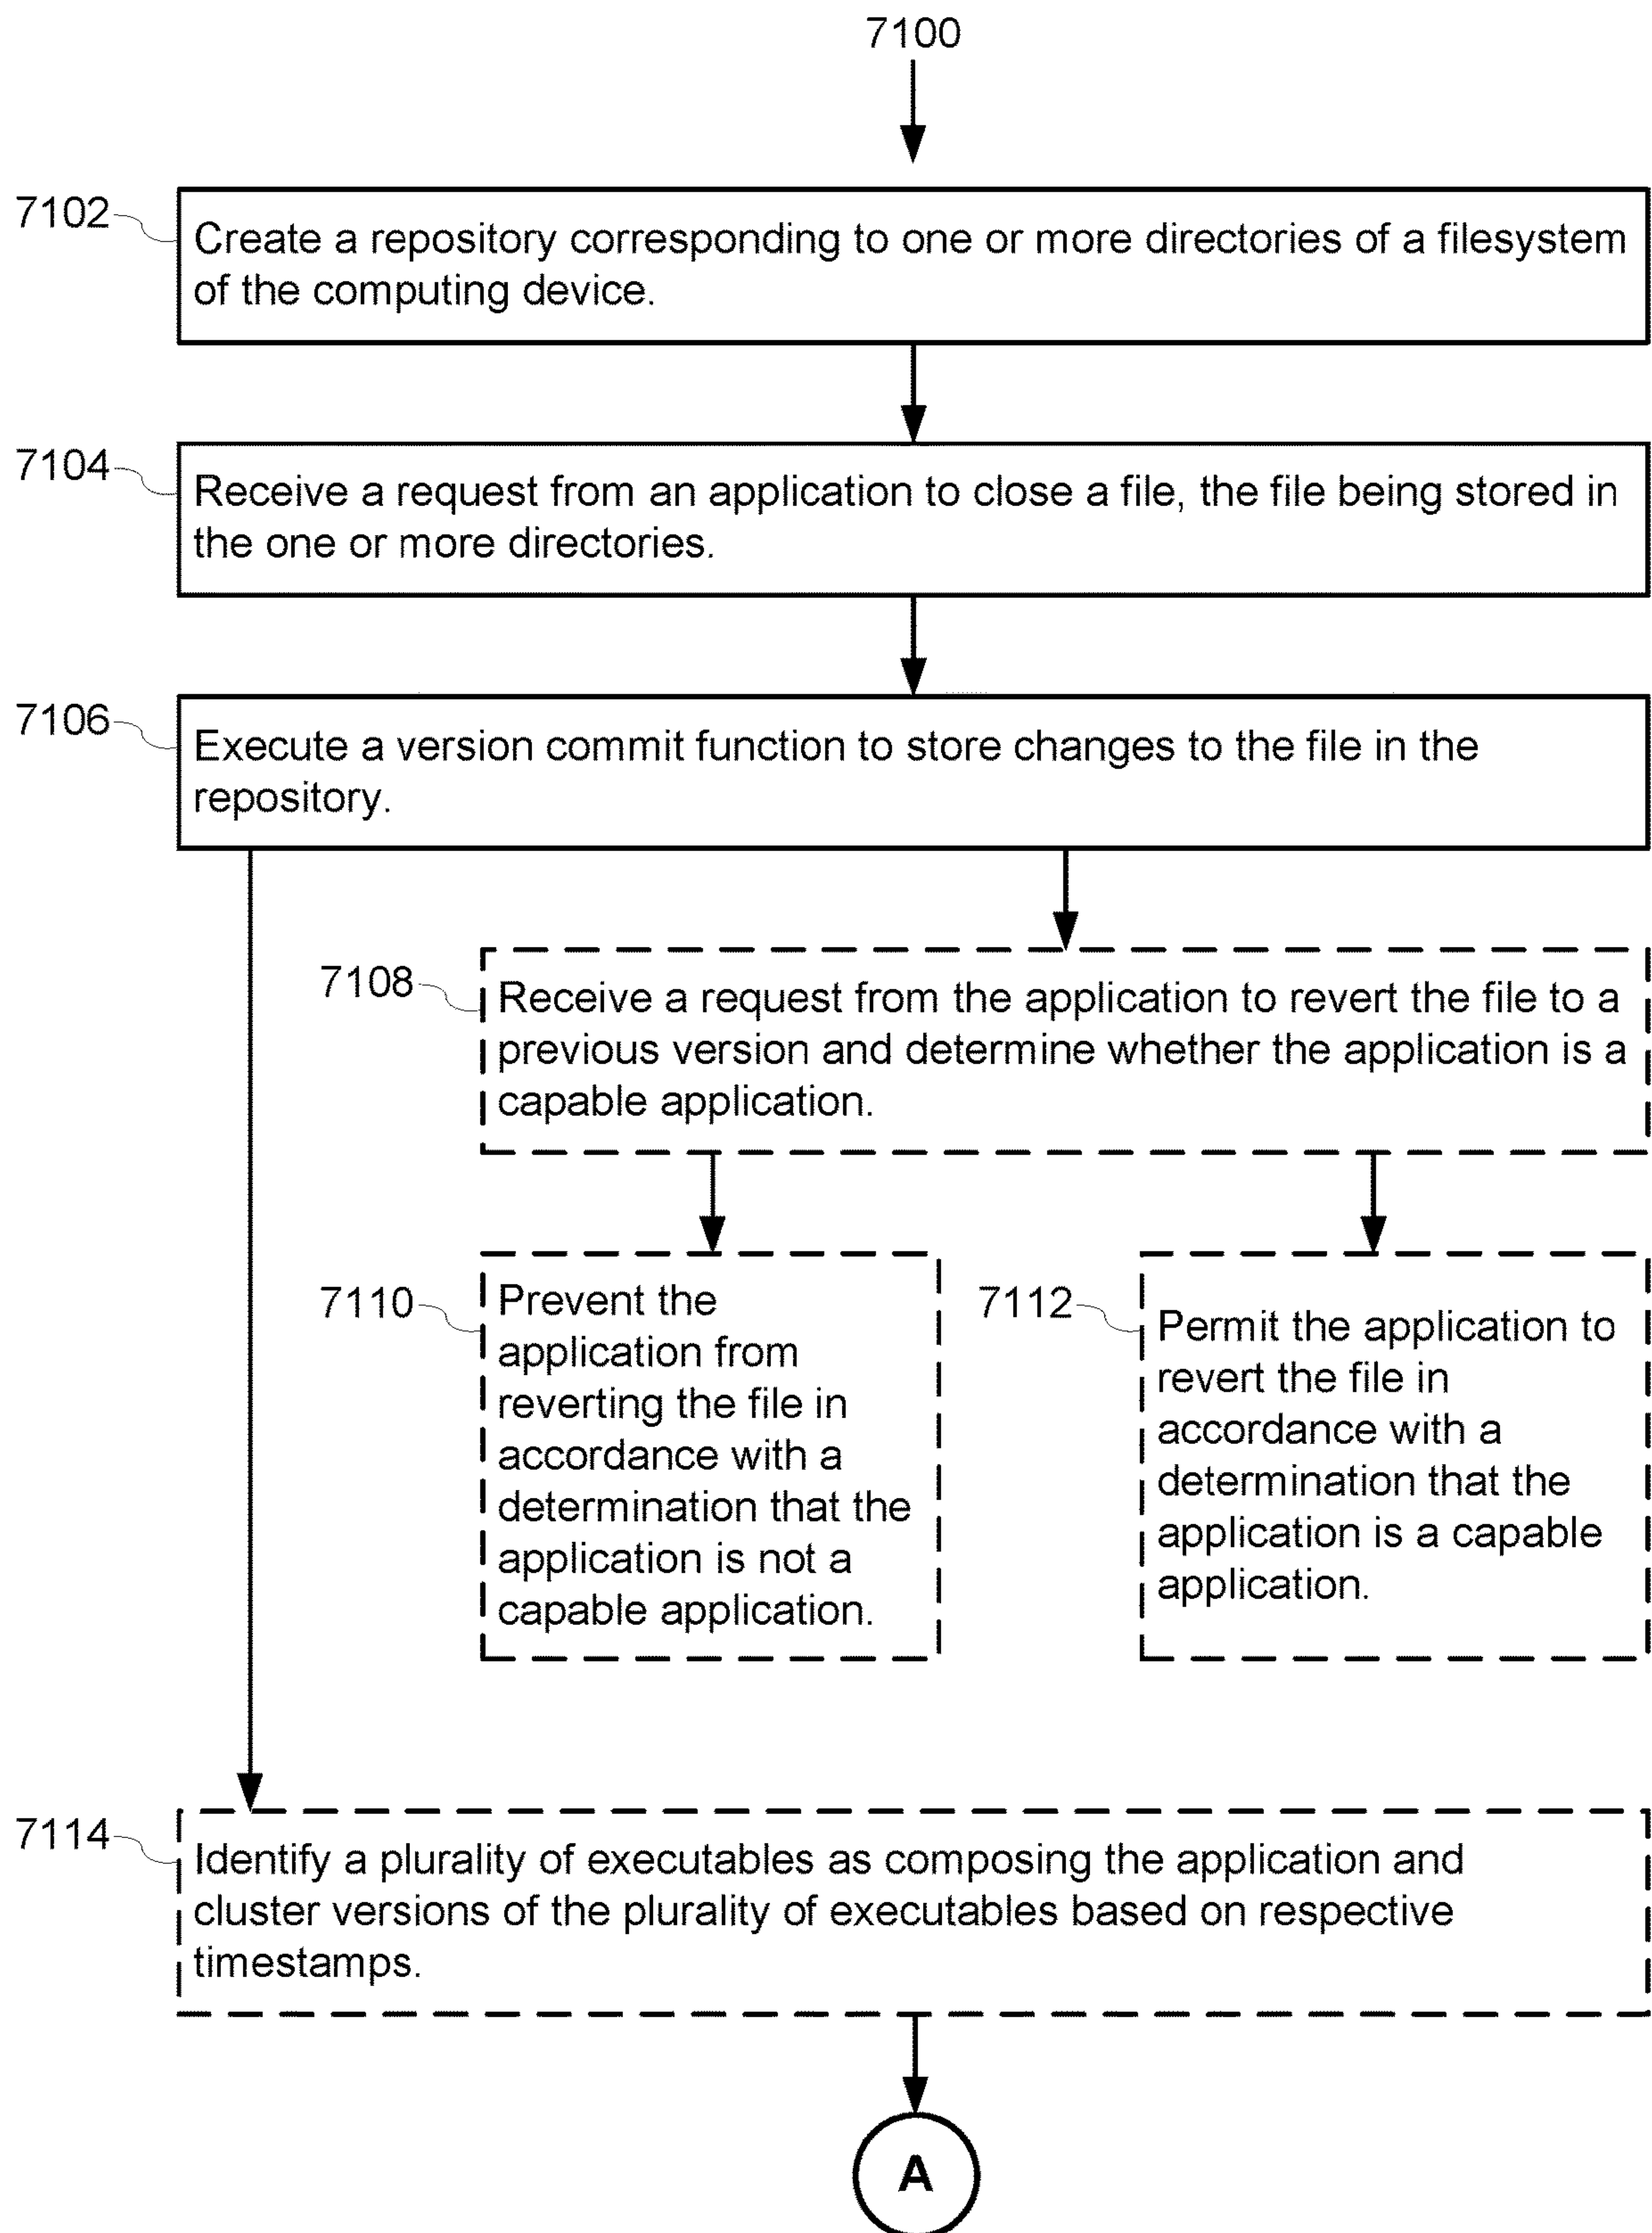 7100
7102
Create a repository corresponding to one or more directories of a filesystem
of the computing device.
7104
Receive a request from an application to close a file, the file being stored in
the one or more directories.
7106
Execute a version commit function to store changes to the file in the
repository.
7108
Receive a request from the application to revert the file to a
previous version and determine whether the application is a
capable application.
7110
Prevent the
application from
reverting the file in
accordance with a
determination that the
application is not a
capable application.
7112
Permit the application to
revert the file in
accordance with a
determination that the
application is a capable
application.
7114
Identify a plurality of executables as composing the application and
cluster versions of the plurality of executables based on respective
timestamps.
A